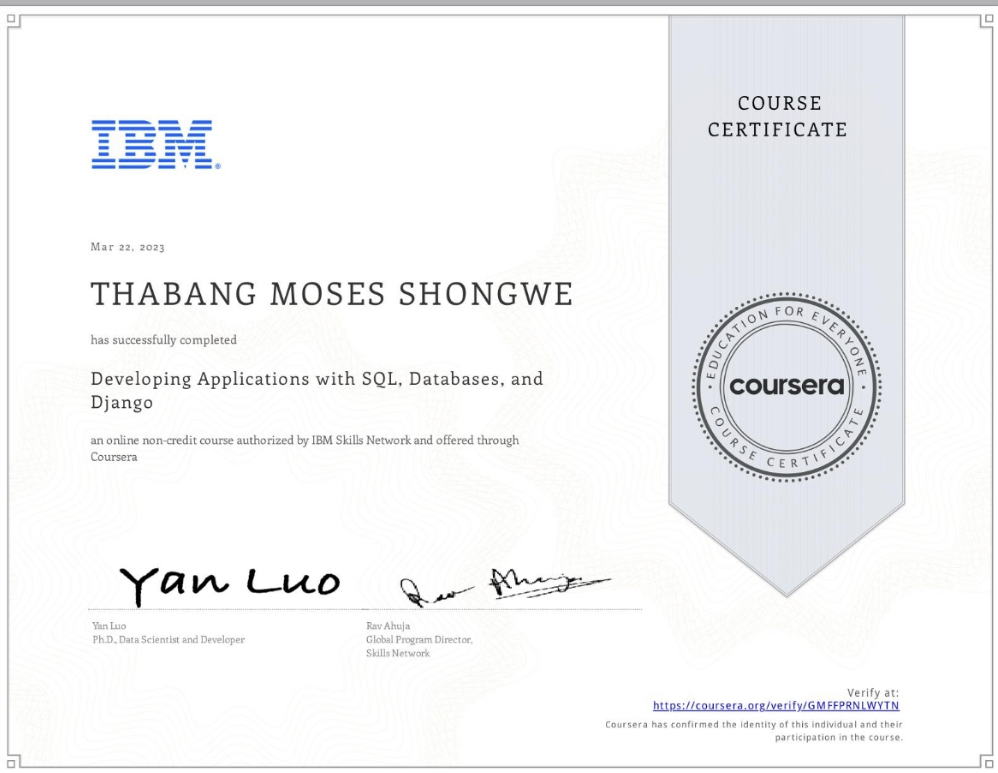 COURSE
CERTIFICATE
IBM®
Mar 22, 2023
THABANG MOSES SHONGWE
has successfully completed
Developing Applications with SQL, Databases, and
Django
an online non-credit course authorized by IBM Skills Network and offered through
Coursera
EDUCATION FOR EVERYONE
coursera
COURSE CERTIFICATE
Yan Luo
Rav Ahuja
Yan Luo
Ph.D., Data Scientist and Developer
Rav Ahuja
Global Program Director,
Skills Network
Verify at:
https://coursera.org/verify/GMFFPRNLWYTN
Coursera has confirmed the identity of this individual and their
participation in the course.